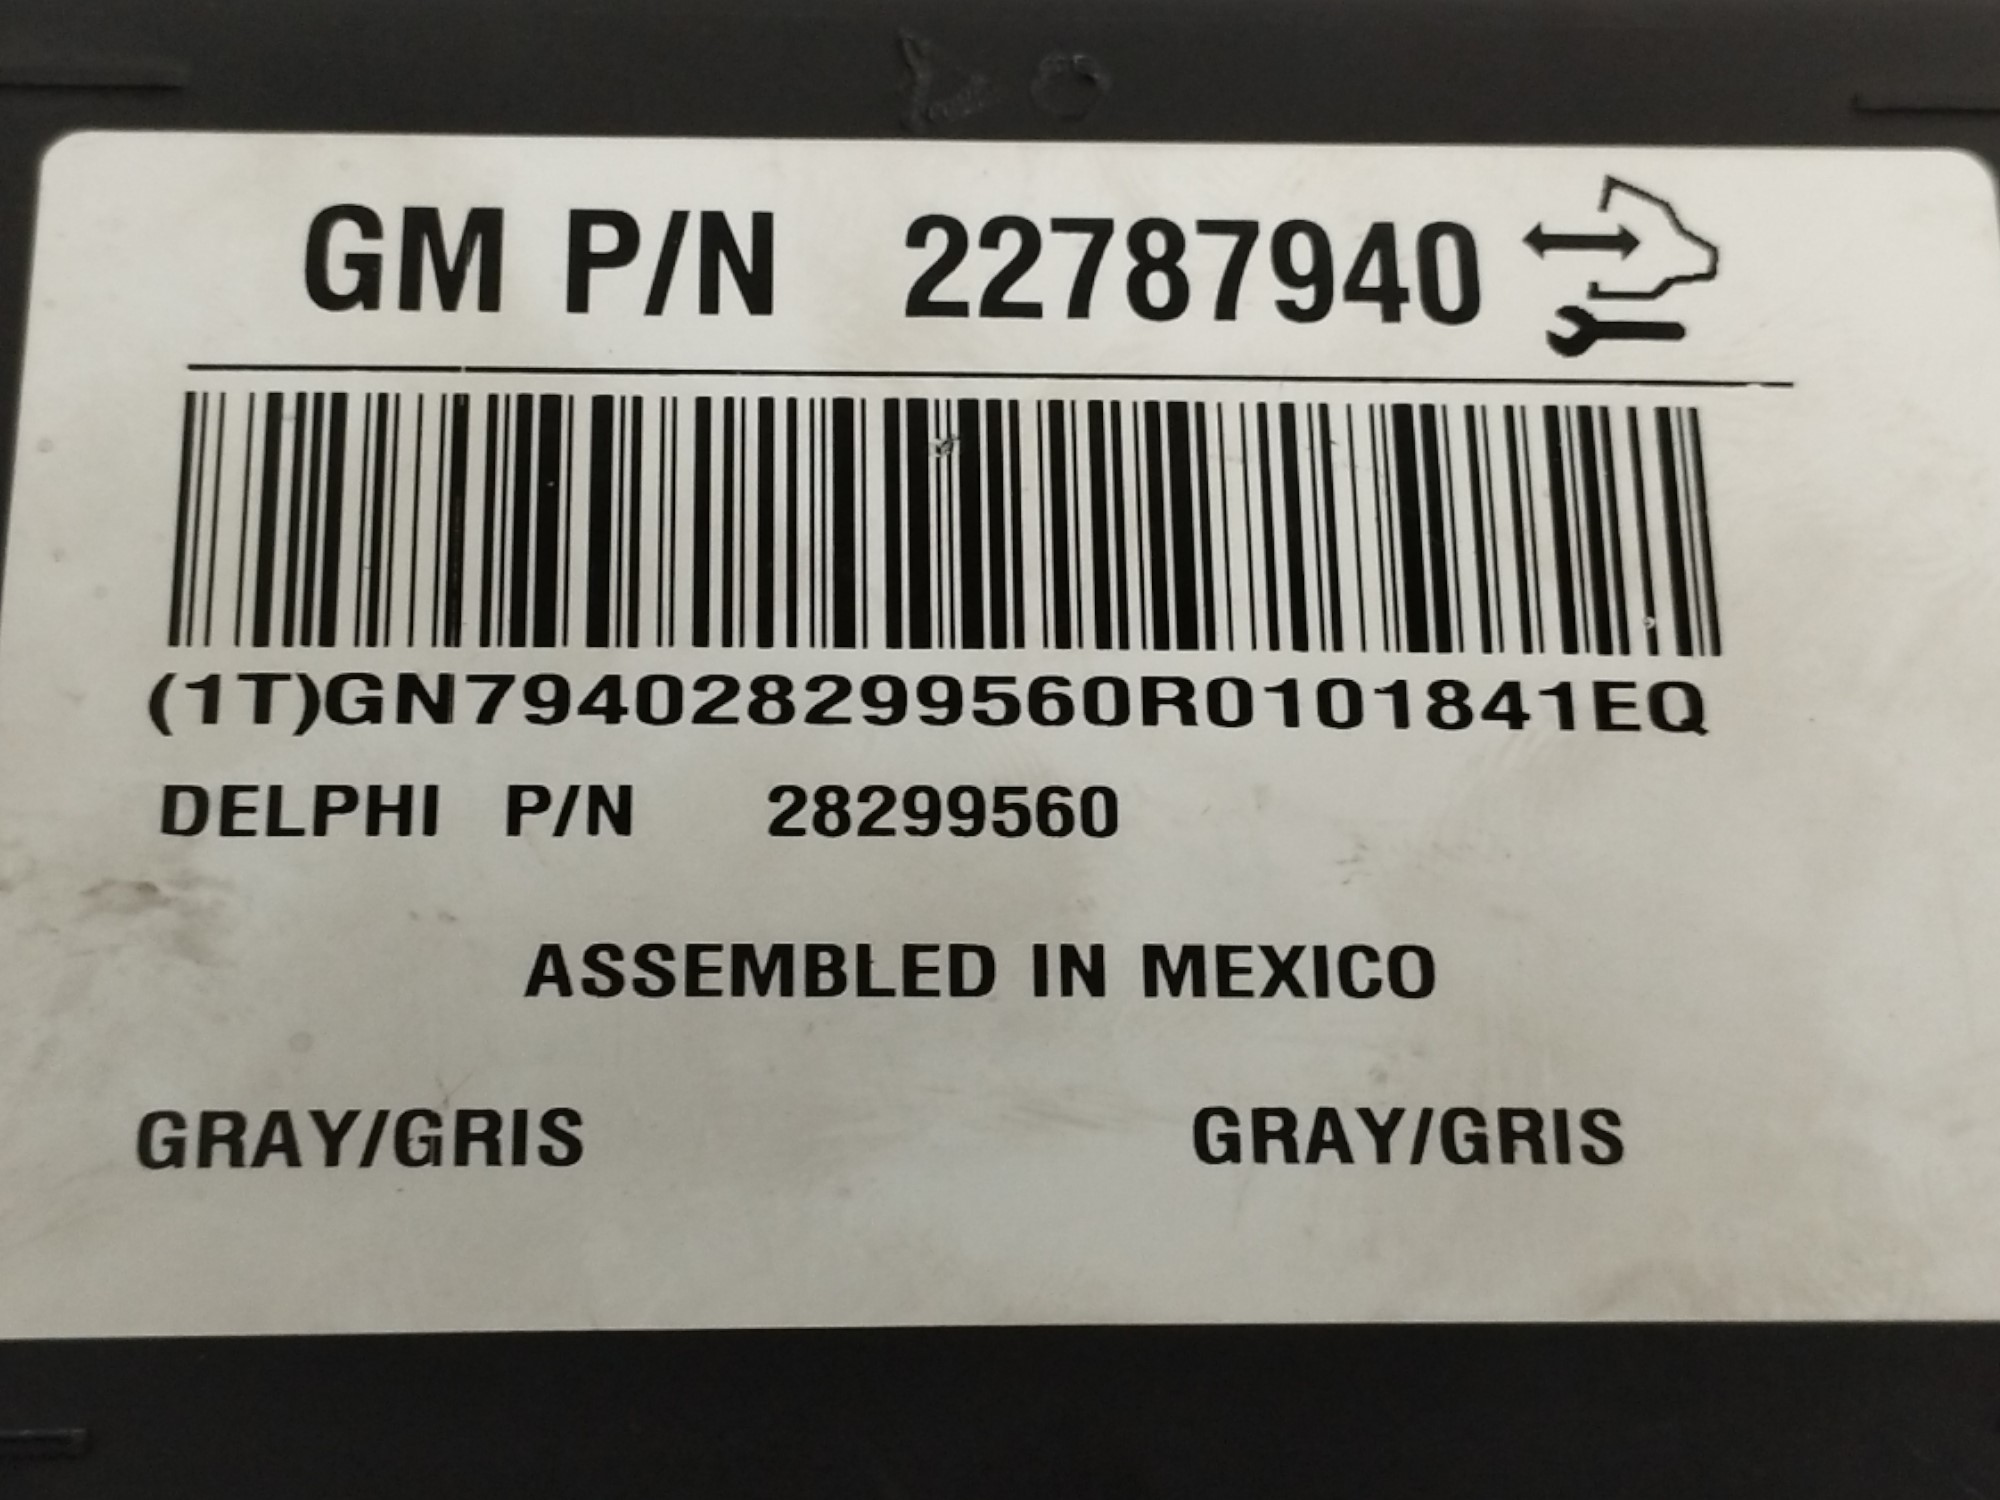 GM P/N 22787940
(1T)GN794028299560R0101841EQ
DELPHI P/N 28299560
ASSEMBLED IN MEXICO
GRAY/GRIS GRAY/GRIS